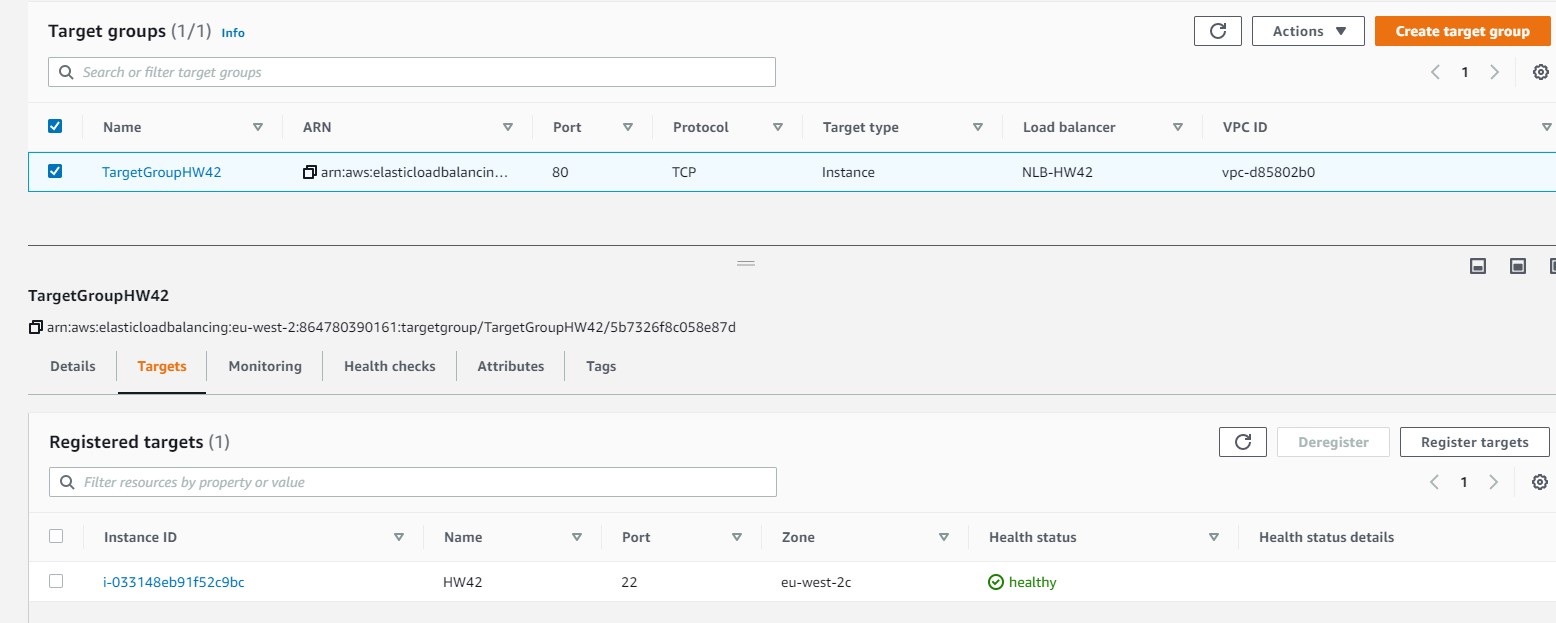 Target groups (1/1) Info Actions Create target group
Search or filter target groups 1
Name ARN Port Protocol Target type Load balancer VPC ID
TargetGroupHW42 arn:aws:elasticloadbalancin... 80 TCP Instance NLB-HW42 vpc-d85802b0
TargetGroupHW42
arn:aws:elasticloadbalancing:eu-west-2:864780390161:targetgroup/TargetGroupHW42/5b7326f8c058e87d
Details Targets Monitoring Health checks Attributes Tags
Registered targets (1) Deregister Register targets
Filter resources by property or value 1
Instance ID Name Port Zone Health status Health status details
i-033148eb91f52c9bc HW42 22 eu-west-2c healthy